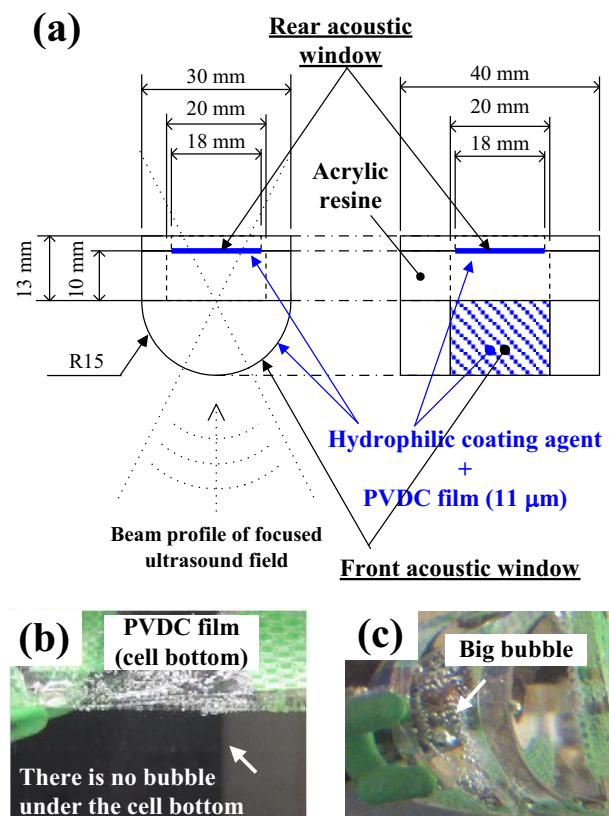 (a)
Rear acoustic
window
30 mm
40 mm
20 mm
20 mm
18 mm
18 mm
Acrylic
resine
13 mm
10 mm
R15
Hydrophilic coating agent
+
PVDC film (11 μm)
Beam profile of focused
ultrasound field
Front acoustic window
(b)
PVDC film
(cell bottom)
There is no bubble
under the cell bottom
(c)
Big bubble